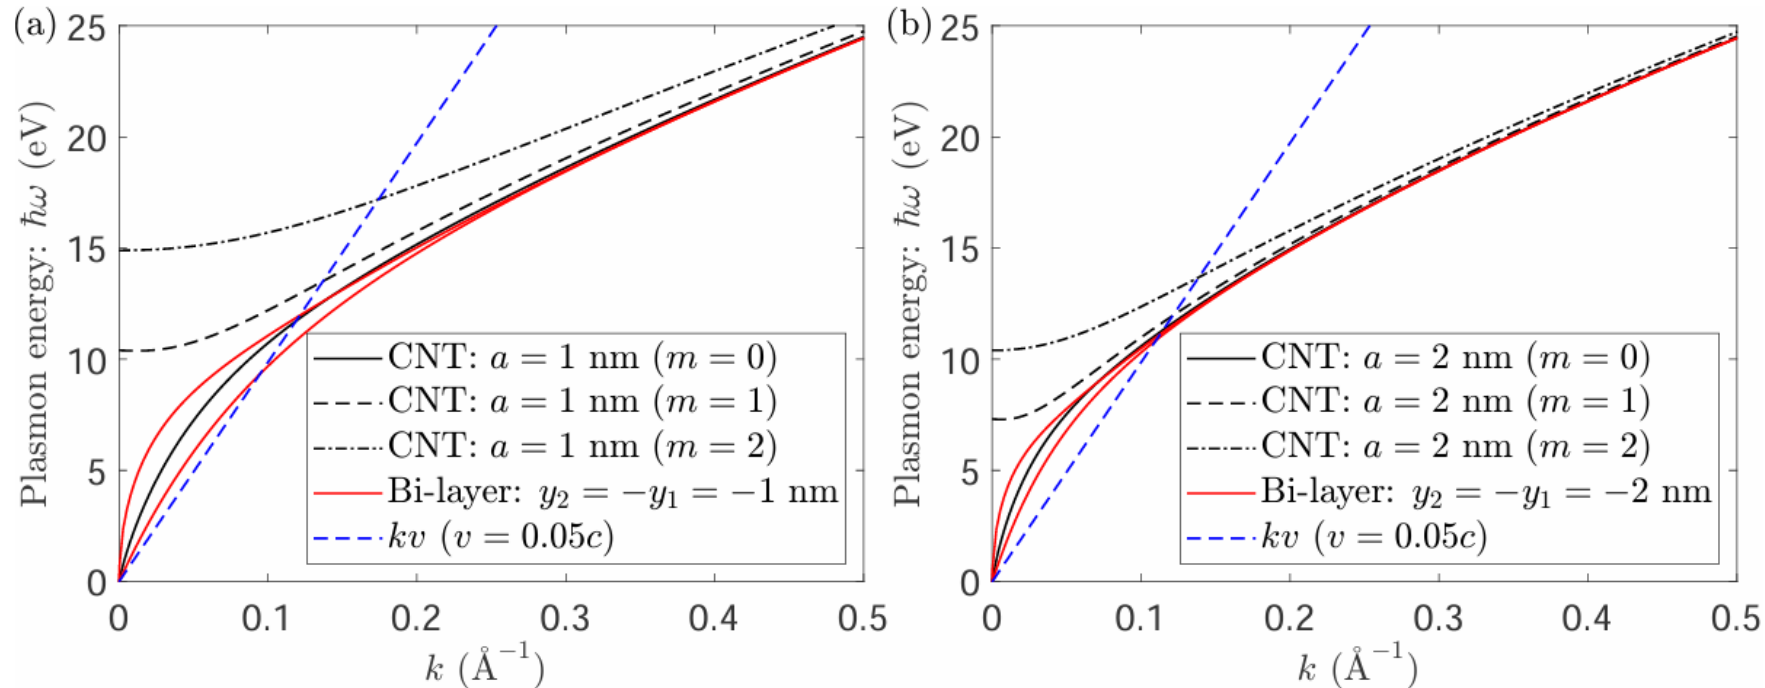 (a)
25
20
15
10
5
0
Plasmon energy: ħω (eV)
CNT: a = 1 nm (m = 0)
CNT: a = 1 nm (m = 1)
CNT: a = 1 nm (m = 2)
Bi-layer: y₂ = −y₁ = −1 nm
kv (v = 0.05c)
0 0.1 0.2 0.3 0.4 0.5
k (Å⁻¹)
(b)
25
20
15
10
5
0
Plasmon energy: ħω (eV)
CNT: a = 2 nm (m = 0)
CNT: a = 2 nm (m = 1)
CNT: a = 2 nm (m = 2)
Bi-layer: y₂ = −y₁ = −2 nm
kv (v = 0.05c)
0 0.1 0.2 0.3 0.4 0.5
k (Å⁻¹)